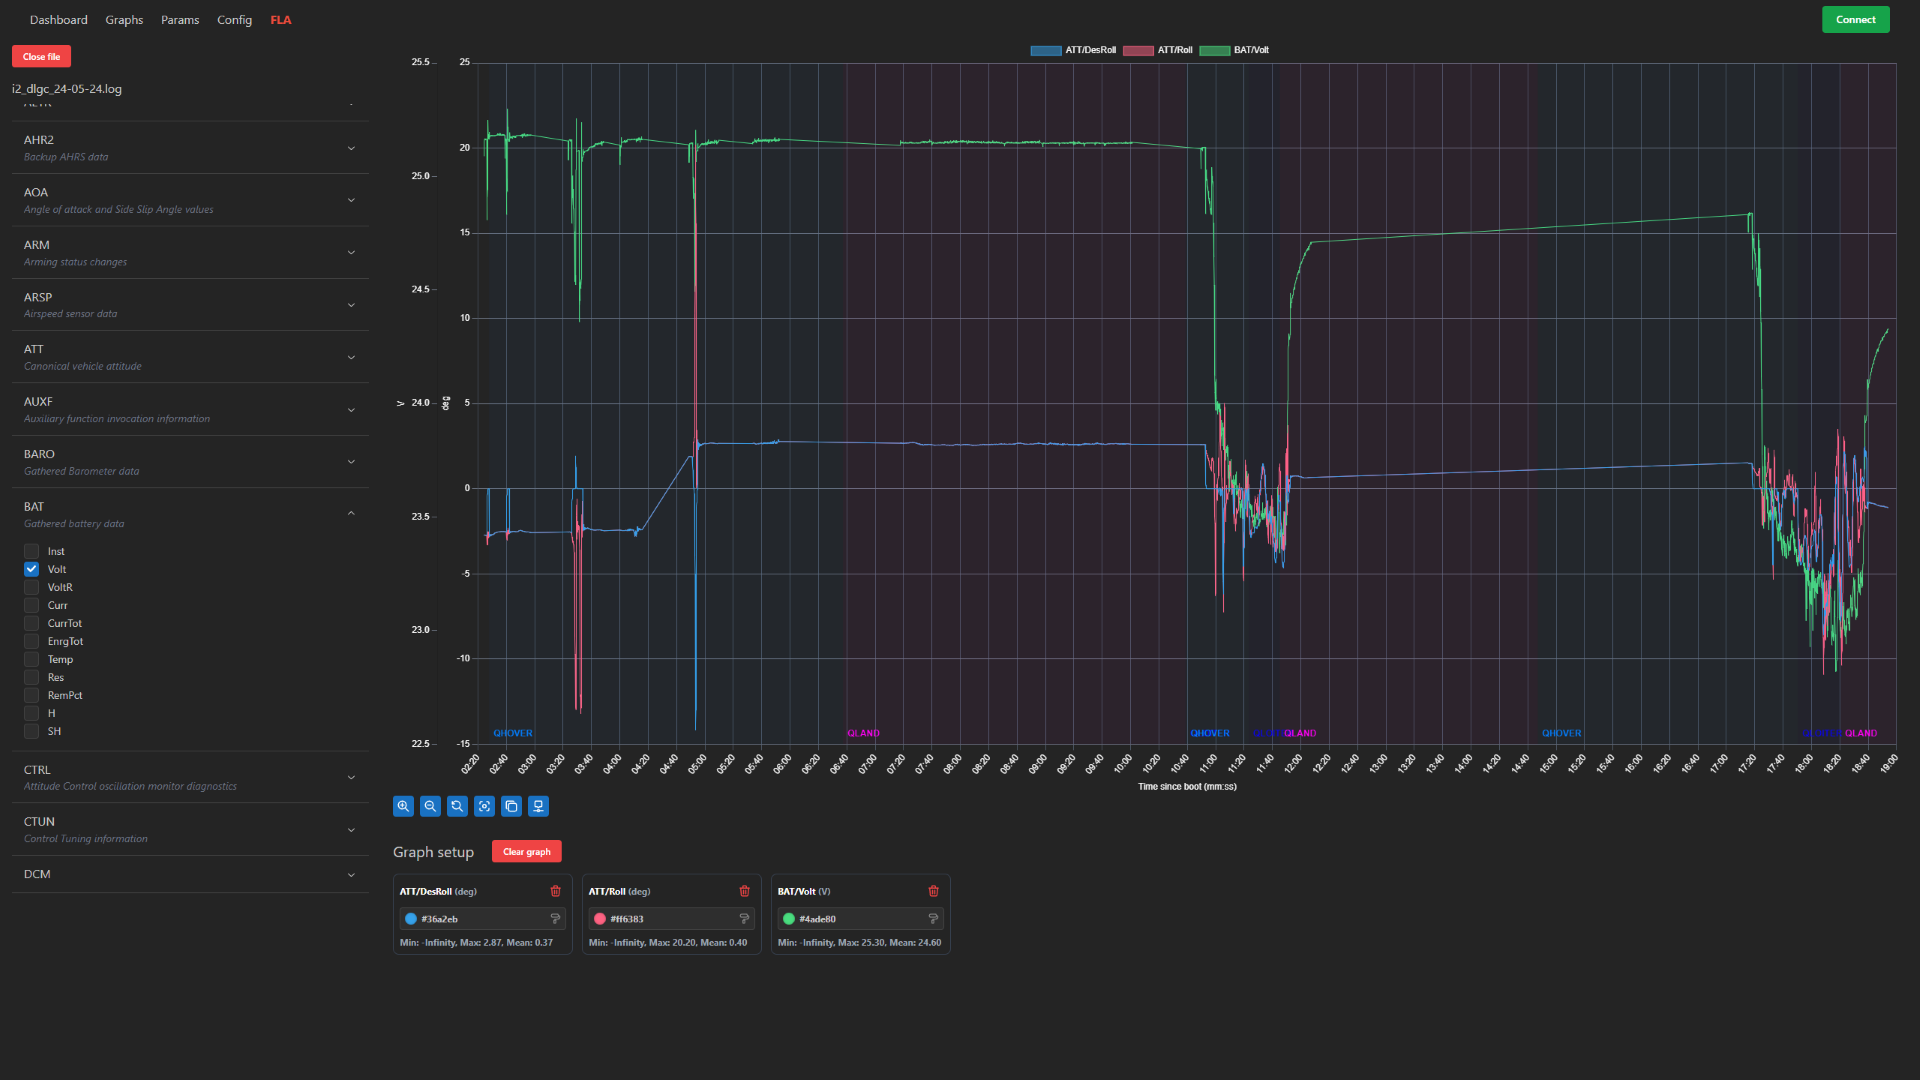 Dashboard Graphs Params Config FLA
Connect
Close file
i2_dlgc_24-05-24.log
AHR2
Backup AHRS data
AOA
Angle of attack and Side Slip Angle values
ARM
Arming status changes
ARSP
Airspeed sensor data
ATT
Canonical vehicle attitude
AUXF
Auxiliary function invocation information
BARO
Gathered Barometer data
BAT
Gathered battery data
Inst
Volt
VoltR
Curr
CurrTot
EnrgTot
Temp
Res
RemPct
H
SH
CTRL
Attitude Control oscillation monitor diagnostics
CTUN
Control Tuning information
DCM
ATT/DesRoll ATT/Roll BAT/Volt
25.5
25.0
24.5
24.0
23.5
23.0
22.5
V
25
20
15
10
5
0
-5
-10
-15
deg
QHOVER QLAND QHOVER QLAND QHOVER QLAND
02:20 02:40 03:00 03:20 03:40 04:00 04:20 04:40 05:00 05:20 05:40 06:00 06:20 06:40 07:00 07:20 07:40 08:00 08:20 08:40 09:00 09:20 09:40 10:00 10:20 10:40 11:00 11:20 11:40 12:00 12:20 12:40 13:00 13:20 13:40 14:00 14:20 14:40 15:00 15:20 15:40 16:00 16:20 16:40 17:00 17:20 17:40 18:00 18:20 18:40 19:00
Time since boot (mm:ss)
Graph setup Clear graph
ATT/DesRoll (deg)
#36a2eb
Min: -Infinity, Max: 2.87, Mean: 0.37
ATT/Roll (deg)
#ff6383
Min: -Infinity, Max: 20.20, Mean: 0.40
BAT/Volt (V)
#4ade80
Min: -Infinity, Max: 25.30, Mean: 24.60